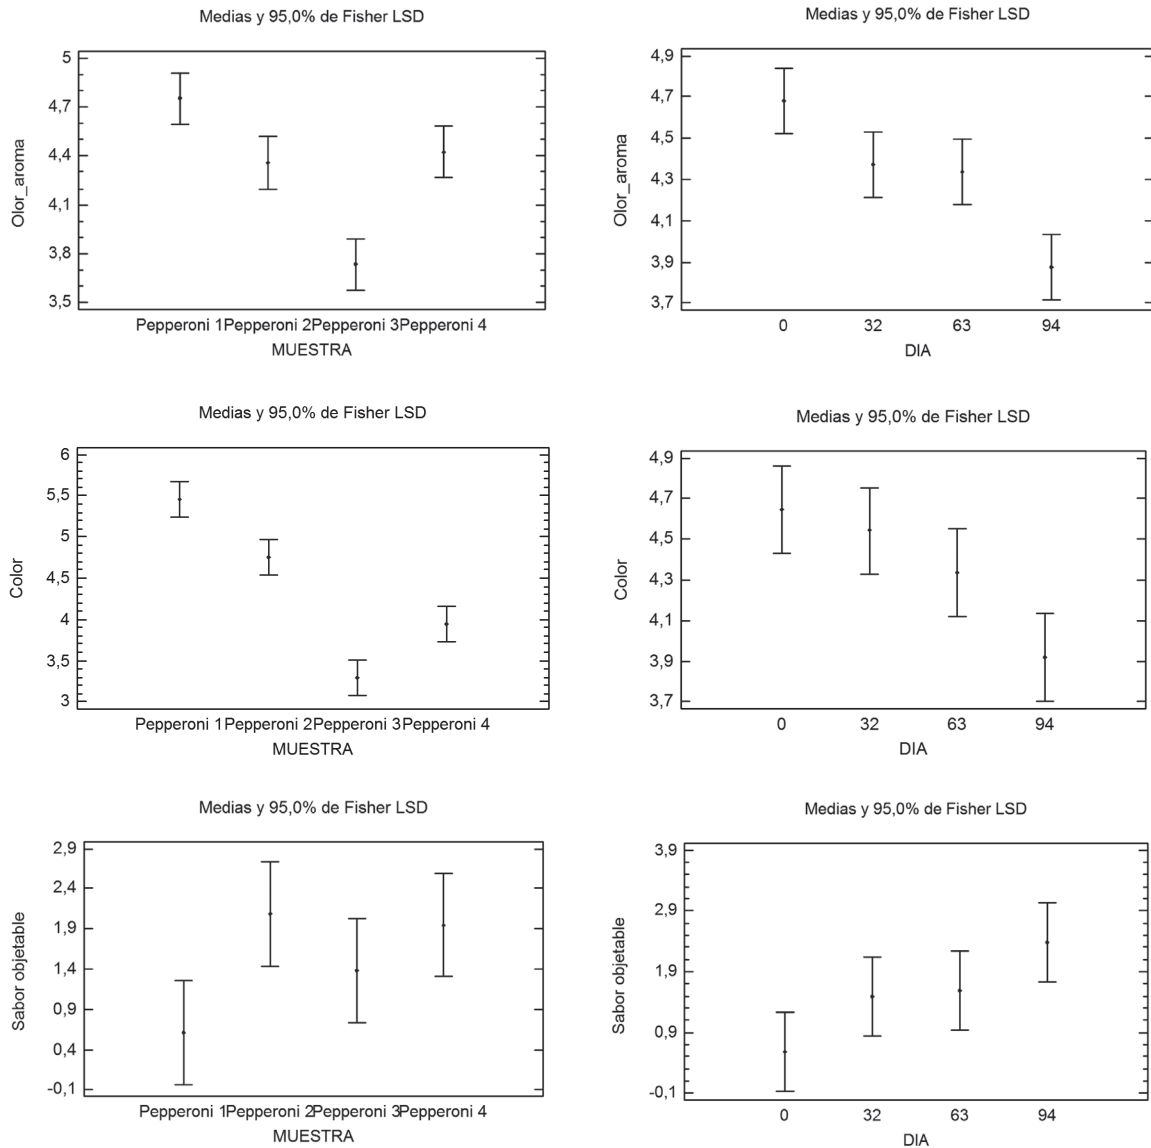 Medias y 95,0% de Fisher LSD
5
4,7
4,4
4,1
3,8
3,5
Olor_aroma
Pepperoni 1Pepperoni 2Pepperoni 3Pepperoni 4
MUESTRA
Medias y 95,0% de Fisher LSD
4,9
4,7
4,5
4,3
4,1
3,9
3,7
Olor_aroma
0 32 63 94
DIA
Medias y 95,0% de Fisher LSD
6
5,5
5
4,5
4
3,5
3
Color
Pepperoni 1Pepperoni 2Pepperoni 3Pepperoni 4
MUESTRA
Medias y 95,0% de Fisher LSD
4,9
4,7
4,5
4,3
4,1
3,9
3,7
Color
0 32 63 94
DIA
Medias y 95,0% de Fisher LSD
2,9
2,4
1,9
1,4
0,9
0,4
-0,1
Sabor objetable
Pepperoni 1Pepperoni 2Pepperoni 3Pepperoni 4
MUESTRA
Medias y 95,0% de Fisher LSD
3,9
2,9
1,9
0,9
-0,1
Sabor objetable
0 32 63 94
DIA